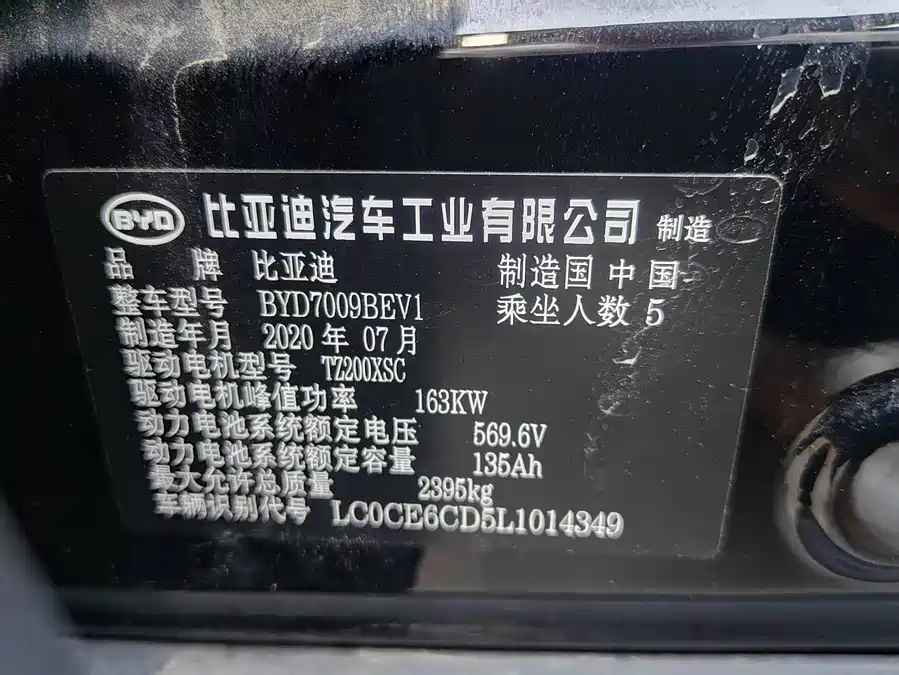 BYD 比亚迪汽车工业有限公司 制造
品 牌 比亚迪 制造国 中国
整车型号 BYD7009BEV1 乘坐人数 5
制造年月 2020 年 07 月
驱动电机型号 TZ200XSC
驱动电机峰值功率 163KW
动力电池系统额定电压 569.6V
动力电池系统额定容量 135Ah
最大允许总质量 2395kg
车辆识别代号 LC0CE6CD5L1014349